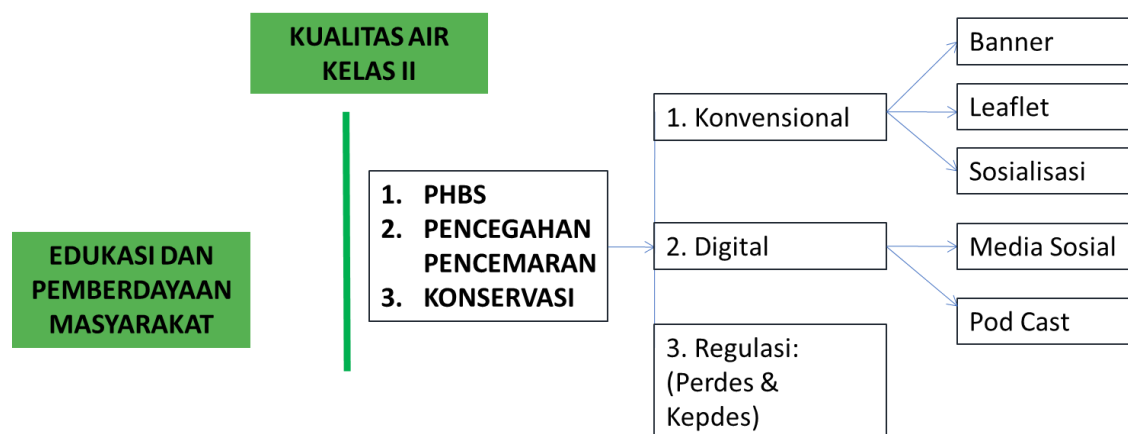 KUALITAS AIR
KELAS II
EDUKASI DAN
PEMBERDAYAAN
MASYARAKAT
1. PHBS
2. PENCEGAHAN
PENCEMARAN
3. KONSERVASI
1. Konvensional
2. Digital
3. Regulasi:
(Perdes &
Kepdes)
Banner
Leaflet
Sosialisasi
Media Sosial
Pod Cast